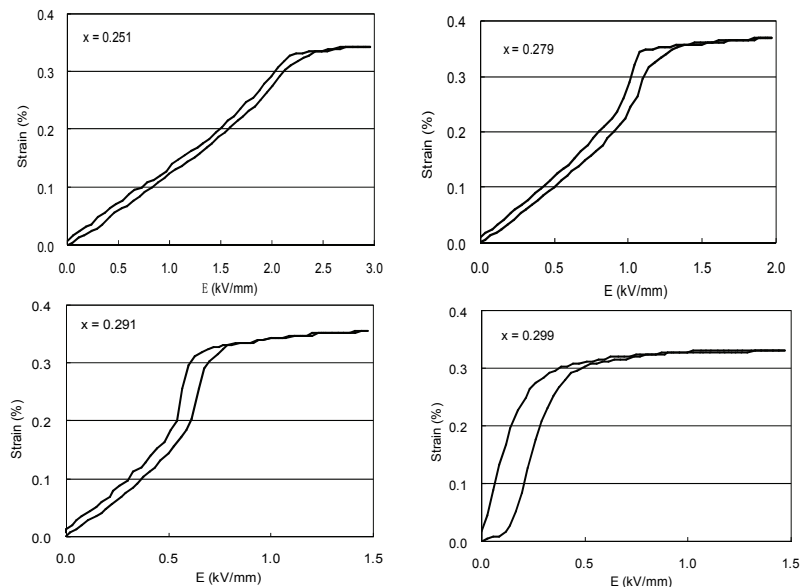 0.4
x = 0.251
0.3
Strain (%)
0.2
0.1
0.0
0.0 0.5 1.0 1.5 2.0 2.5 3.0
E (kV/mm)
0.4
x = 0.279
0.3
Strain (%)
0.2
0.1
0.0
0.0 0.5 1.0 1.5 2.0
E (kV/mm)
0.4
x = 0.291
0.3
Strain (%)
0.2
0.1
0.0
0.0 0.5 1.0 1.5
E (kV/mm)
0.4
x = 0.299
0.3
Strain (%)
0.2
0.1
0.0
0.0 0.5 1.0 1.5
E (kV/mm)